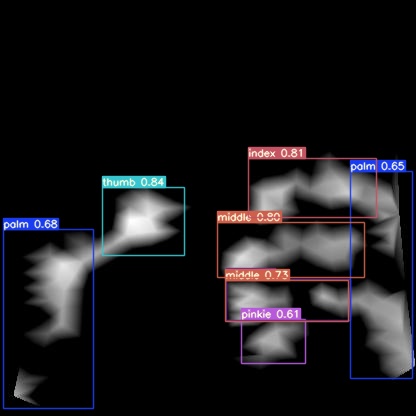 index 0.81
palm 0.65
thumb 0.84
middle 0.80
palm 0.68
middle 0.73
pinkie 0.61